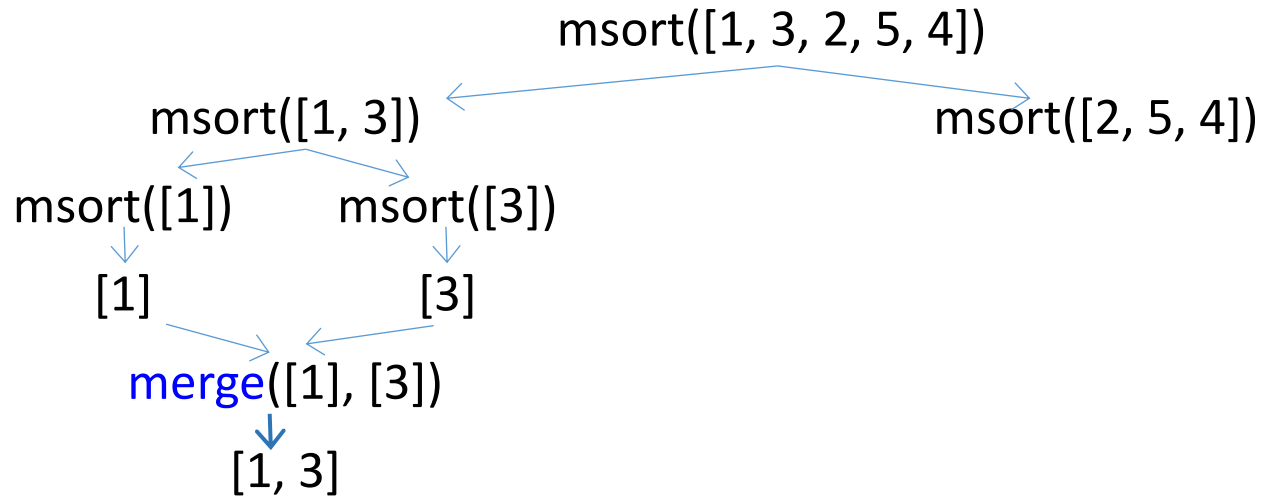 msort([1, 3, 2, 5, 4])
msort([1, 3])
msort([2, 5, 4])
msort([1])
msort([3])
[1]
[3]
merge([1], [3])
[1, 3]